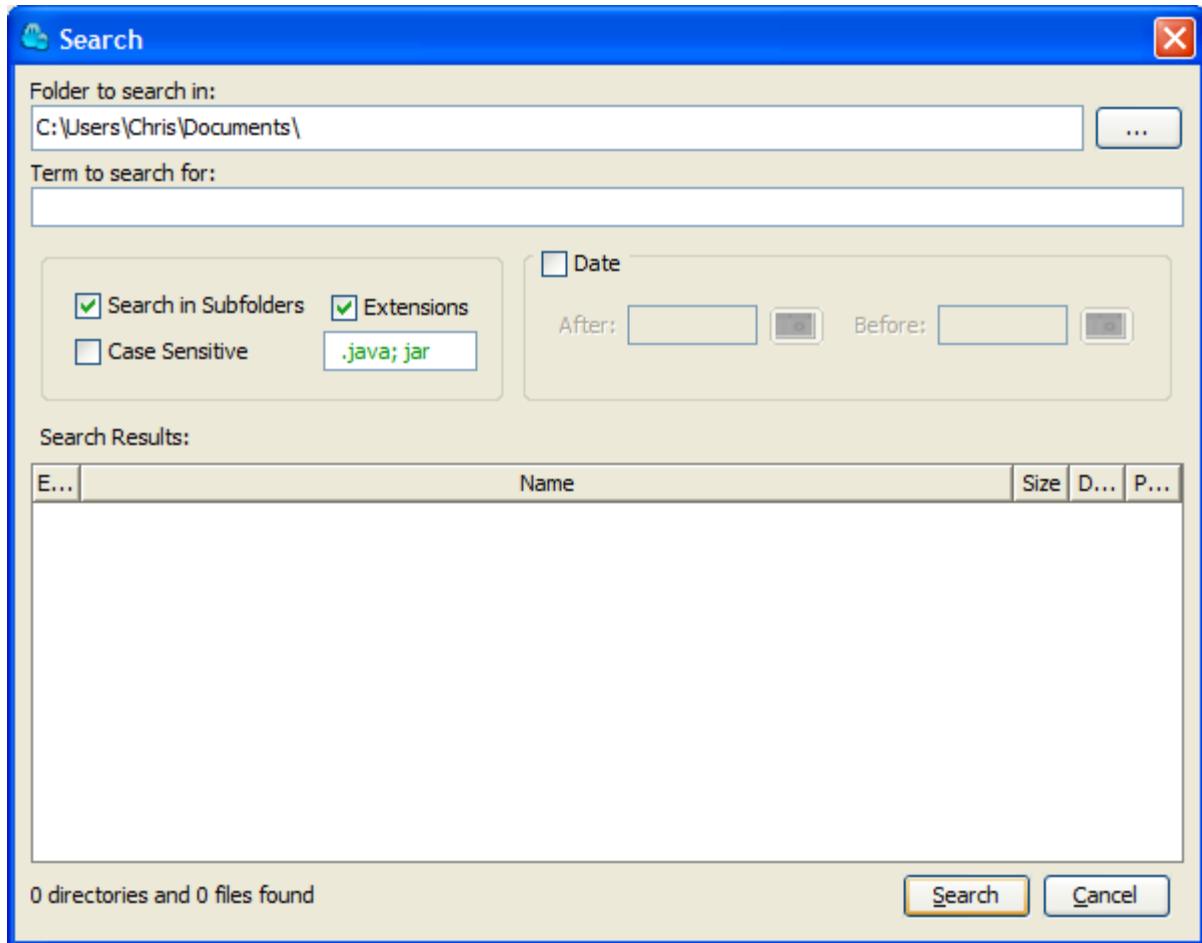 Search
Folder to search in:
C:\Users\Chris\Documents\
...
Term to search for:
Search in Subfolders
Extensions
Case Sensitive
.java; jar
Date
After:
Before:
Search Results:
E... Name Size D... P...
0 directories and 0 files found
Search
Cancel